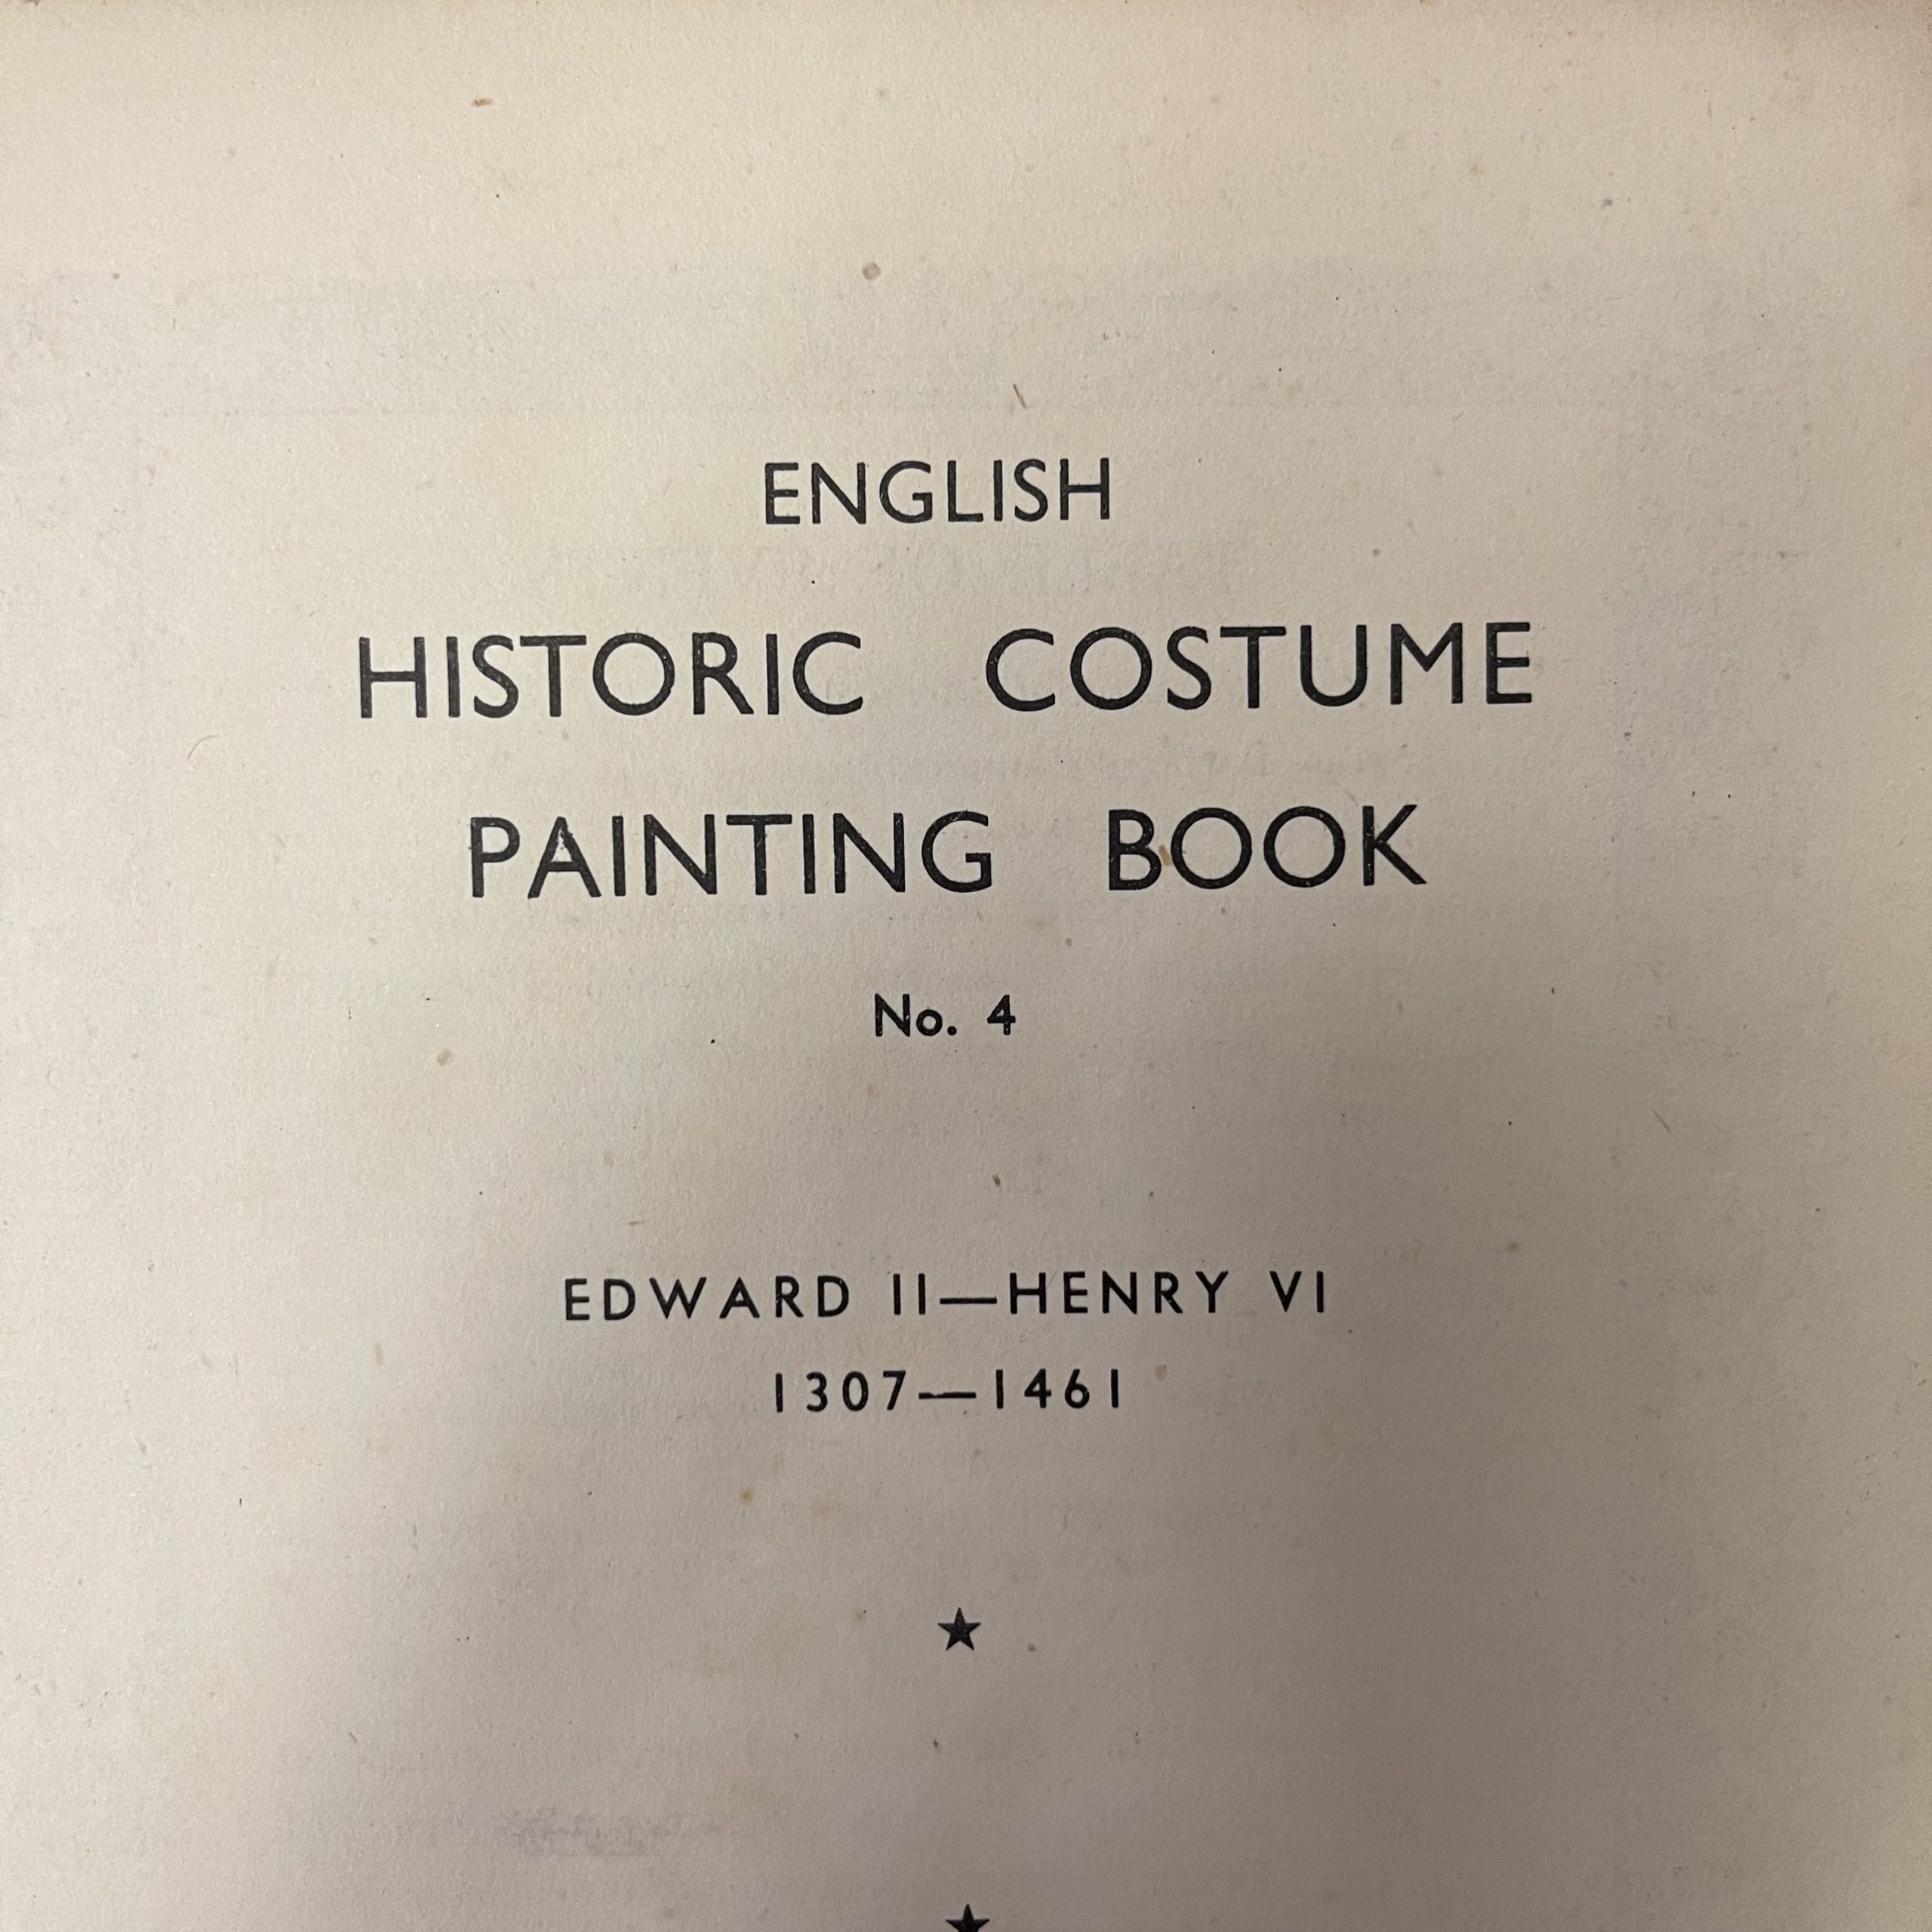 ENGLISH
HISTORIC COSTUME
PAINTING BOOK
No. 4
EDWARD II—HENRY VI
1307—1461